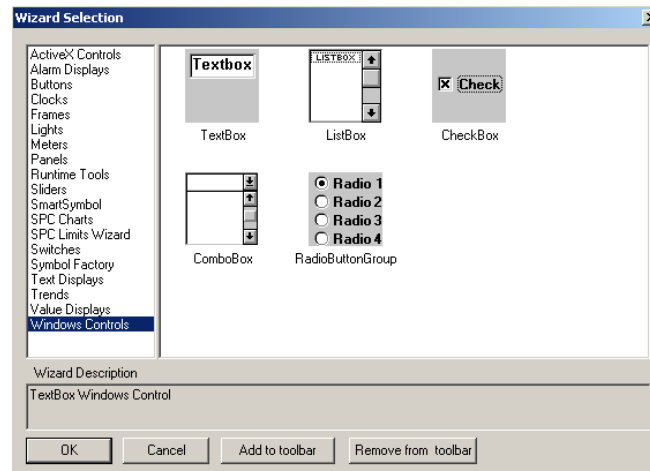 Wizard Selection
ActiveX Controls
Alarm Displays
Buttons
Clocks
Frames
Lights
Meters
Panels
Runtime Tools
Sliders
SmartSymbol
SPC Charts
SPC Limits Wizard
Switches
Symbol Factory
Text Displays
Trends
Value Displays
Windows Controls
Textbox
TextBox
LISTBOX
ListBox
Check
CheckBox
ComboBox
Radio 1
Radio 2
Radio 3
Radio 4
RadioButtonGroup
Wizard Description
TextBox Windows Control
OK
Cancel
Add to toolbar
Remove from toolbar